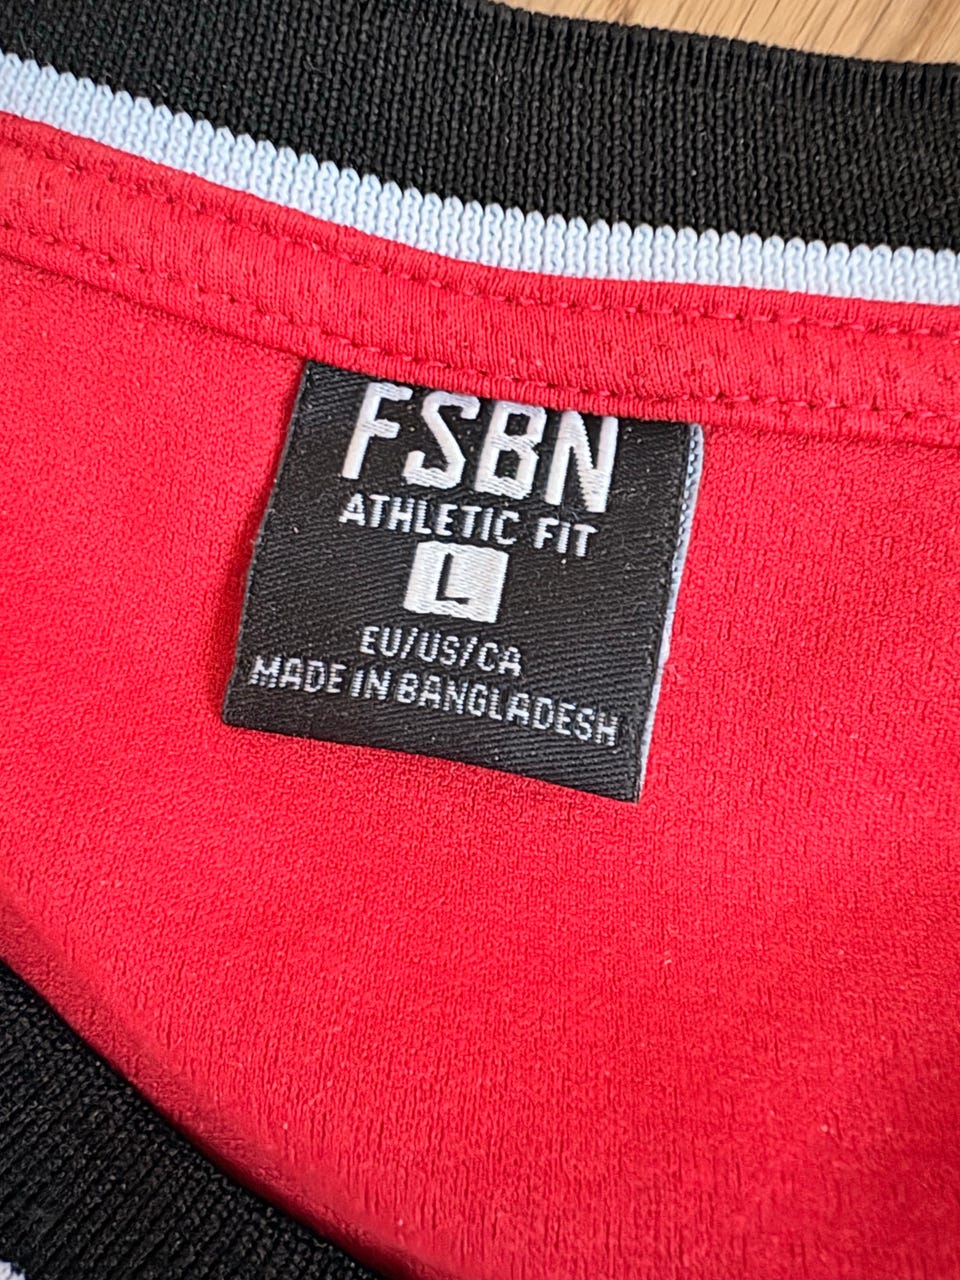 FSBN
ATHLETIC FIT
L
EU/US/CA
MADE IN BANGLADESH